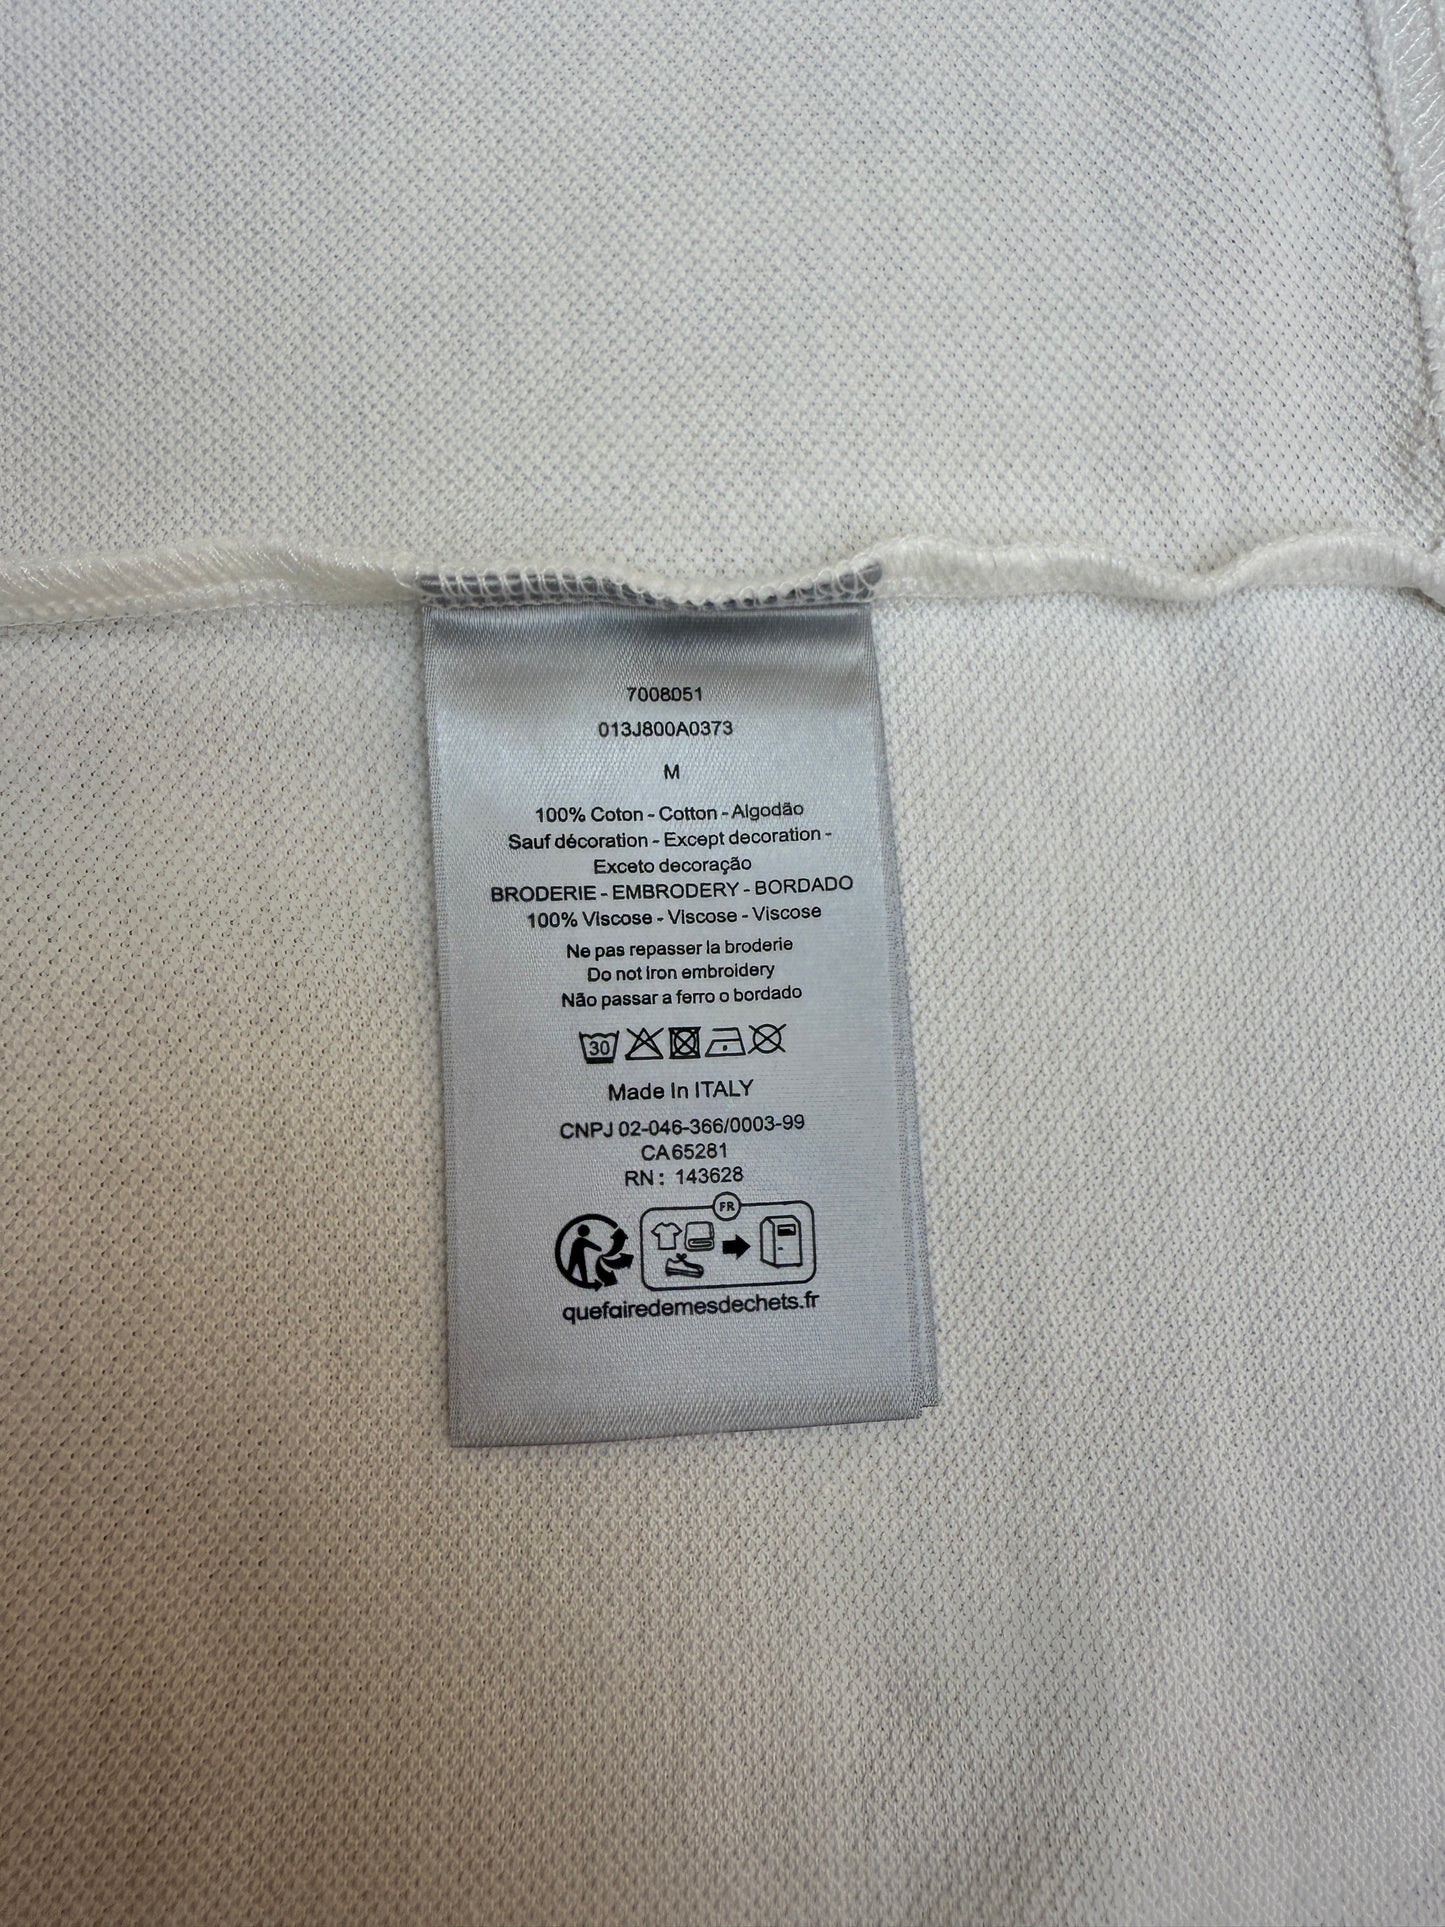 7008051
013J800A0373
M
100% Coton - Cotton - Algodão
Sauf décoration - Except decoration -
Exceto decoração
BRODERIE - EMBRODERY - BORDADO
100% Viscose - Viscose - Viscose
Ne pas repasser la broderie
Do not iron embroidery
Não passar a ferro o bordado
30
Made In ITALY
CNPJ 02-046-366/0003-99
CA65281
RN: 143628
FR
quefairedemesdechets.fr